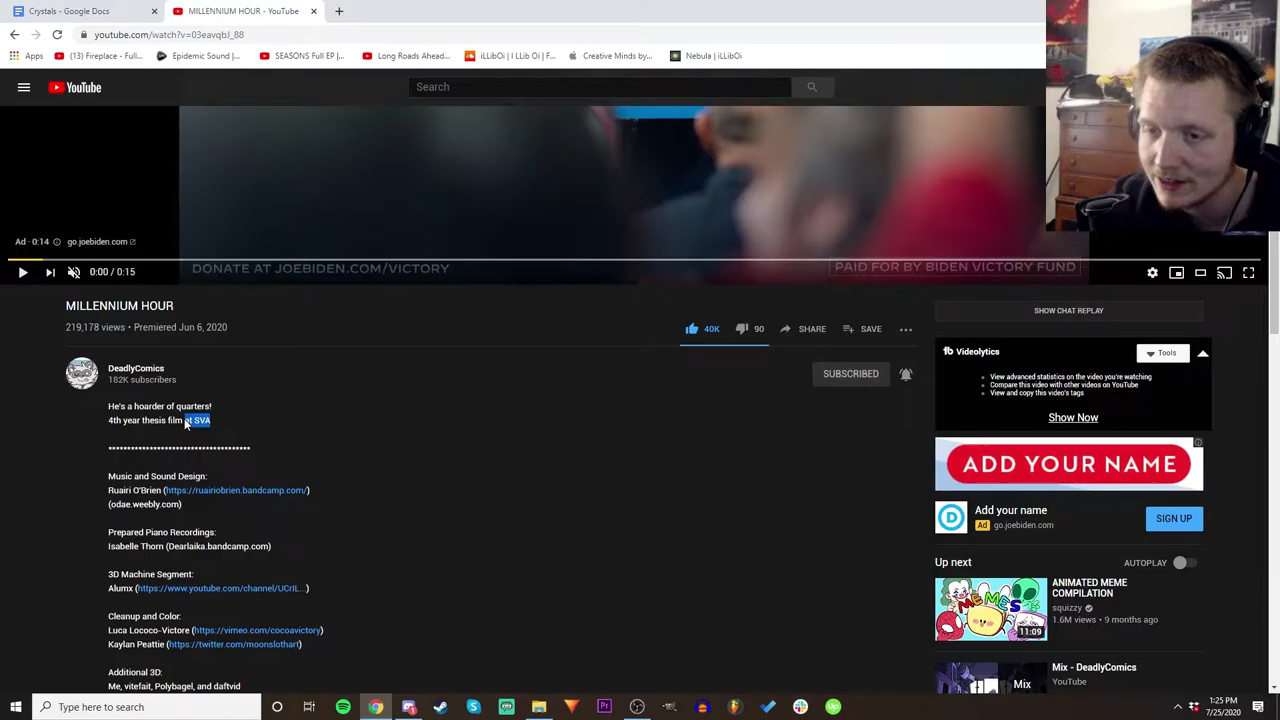 Crystals - Google Docs
MILLENNIUM HOUR - YouTube
youtube.com/watch?v=03eavqbJ_88
Apps
(13) Fireplace - Full...
Epidemic Sound |...
SEASONS Full EP |...
Long Roads Ahead...
iLLibOi | I LLib Oi | F...
Creative Minds by...
Nebula | iLLibOi
YouTube
Search
Ad · 0:14
go.joebiden.com
0:00 / 0:15
DONATE AT JOEBIDEN.COM/VICTORY
PAID FOR BY BIDEN VICTORY FUND
MILLENNIUM HOUR
219,178 views • Premiered Jun 6, 2020
40K
90
SHARE
SAVE
DeadlyComics
182K subscribers
SUBSCRIBED
He's a hoarder of quarters!
4th year thesis film at SVA
**************************************
Music and Sound Design:
Ruairi O'Brien (https://ruairiobrien.bandcamp.com/)
(odae.weebly.com)
Prepared Piano Recordings:
Isabelle Thorn (Dearlaika.bandcamp.com)
3D Machine Segment:
Alumx (https://www.youtube.com/channel/UCrIL...)
Cleanup and Color:
Luca Lococo-Victore (https://vimeo.com/cocoavictory)
Kaylan Peattie (https://twitter.com/moonslothart)
Additional 3D:
Me, vitefait, Polybagel, and daftvid
SHOW CHAT REPLAY
tb Videolytics
Tools
View advanced statistics on the video you're watching
Compare this video with other videos on YouTube
View and copy this video's tags
Show Now
ADD YOUR NAME
Add your name
Ad go.joebiden.com
SIGN UP
Up next
AUTOPLAY
MEMES
11:09
ANIMATED MEME
COMPILATION
squizzy
1.6M views • 9 months ago
Mix
Mix - DeadlyComics
YouTube
Type here to search
Pr
Up
1:25 PM
7/25/2020